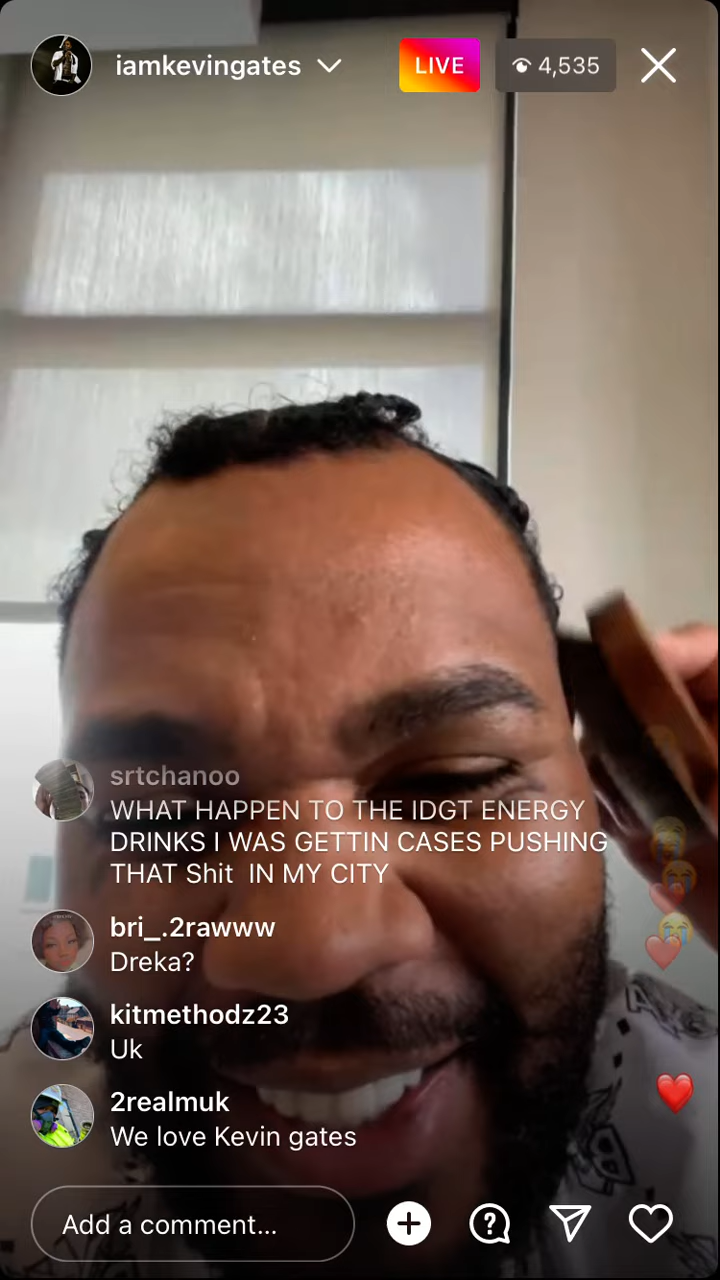 iamkevingates
LIVE
4,535
srtchanoo
WHAT HAPPEN TO THE IDGT ENERGY
DRINKS I WAS GETTIN CASES PUSHING
THAT Shit IN MY CITY
bri_.2rawww
Dreka?
kitmethodz23
Uk
2realmuk
We love Kevin gates
Add a comment...